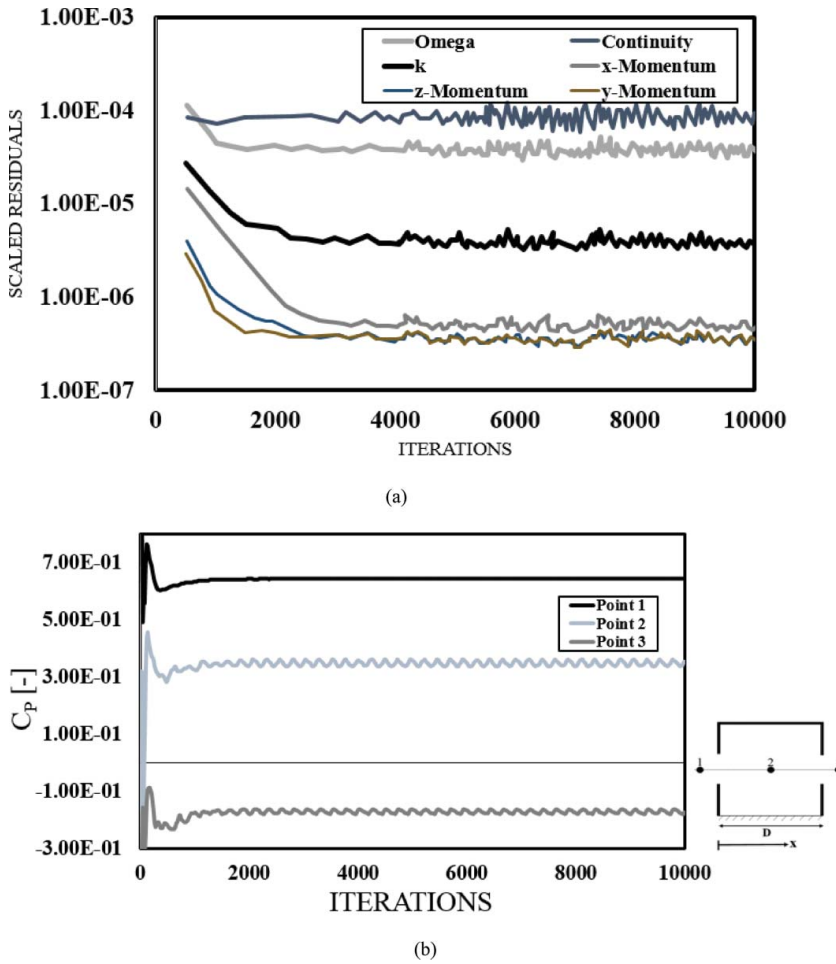 1.00E-03
Omega Continuity
k x-Momentum
z-Momentum y-Momentum
1.00E-04
1.00E-05
1.00E-06
1.00E-07
SCALED RESIDUALS
0 2000 4000 6000 8000 10000
ITERATIONS
(a)
7.00E-01
5.00E-01
3.00E-01
1.00E-01
-1.00E-01
-3.00E-01
CP [-]
Point 1
Point 2
Point 3
0 2000 4000 6000 8000 10000
ITERATIONS
1 2
D
x
(b)